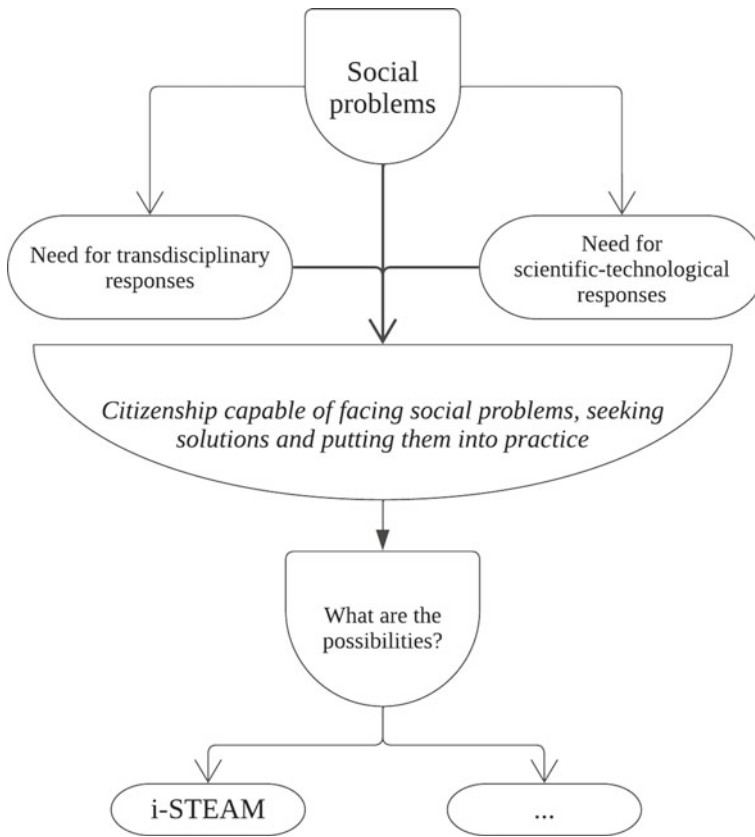 Social
problems
Need for transdisciplinary
responses
Need for
scientific-technological
responses
Citizenship capable of facing social problems, seeking
solutions and putting them into practice
What are the
possibilities?
i-STEAM
...